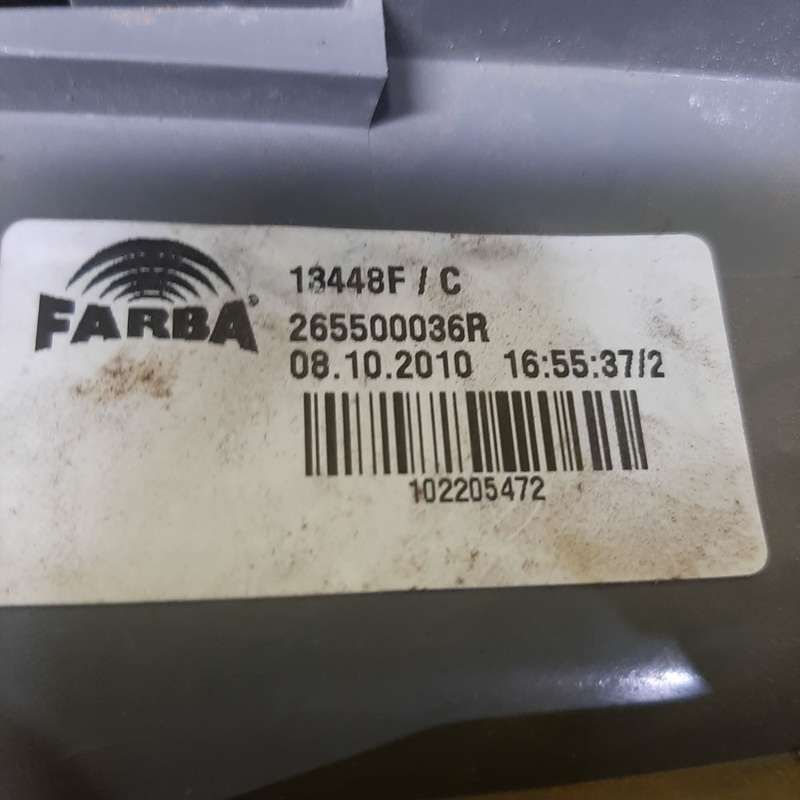 FARBA
13448F / C
265500036R
08.10.2010 16:55:37/2
102205472